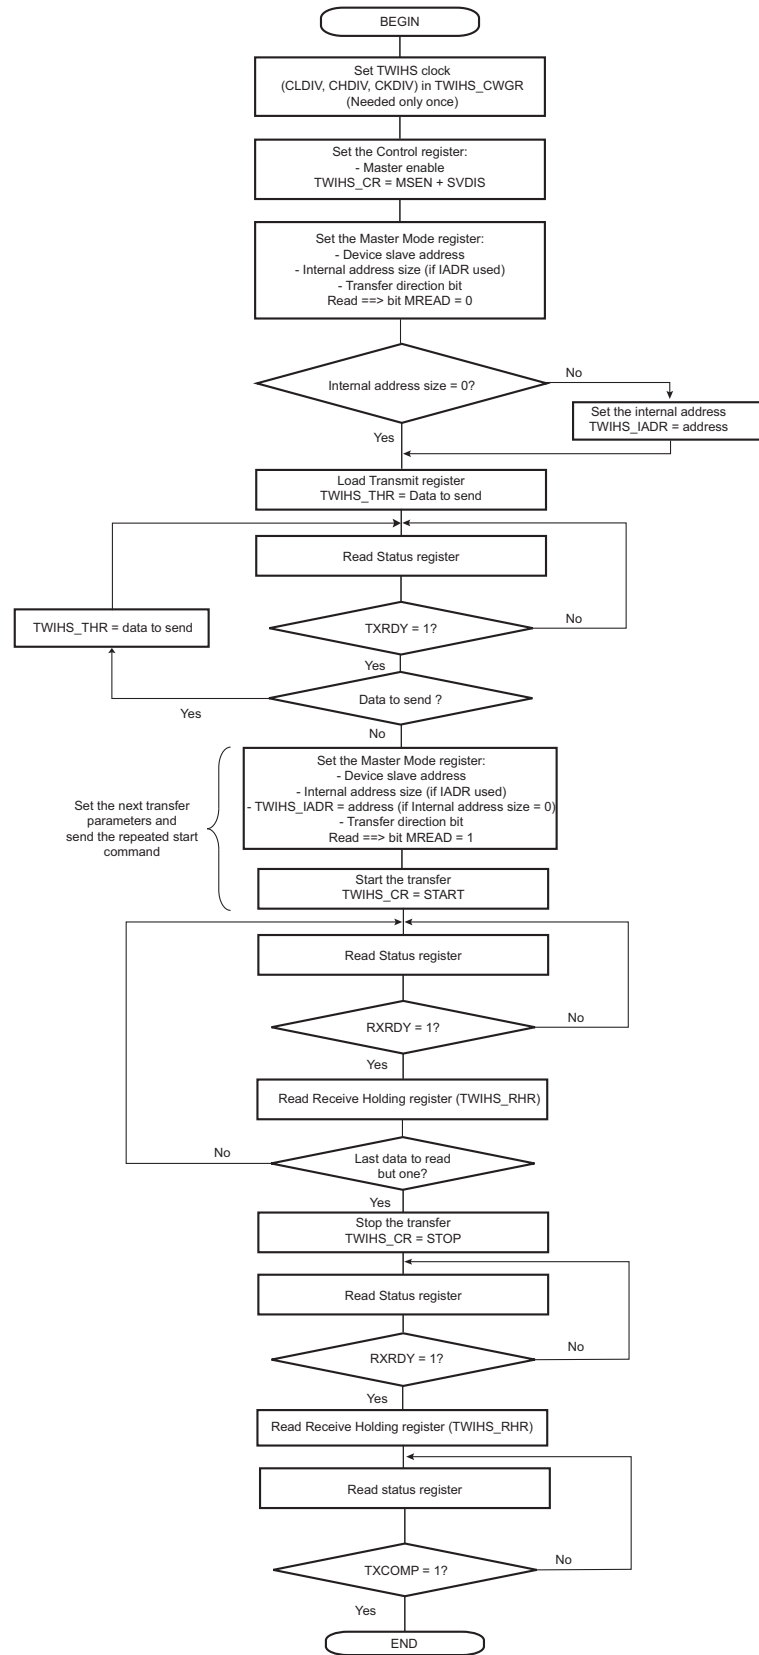 BEGIN
Set TWIHS clock
(CLDIV, CHDIV, CKDIV) in TWIHS_CWGR
(Needed only once)
Set the Control register:
- Master enable
TWIHS_CR = MSEN + SVDIS
Set the Master Mode register:
- Device slave address
- Internal address size (if IADR used)
- Transfer direction bit
Read ==> bit MREAD = 0
Internal address size = 0?
No
Set the internal address
TWIHS_IADR = address
Yes
Load Transmit register
TWIHS_THR = Data to send
Read Status register
TWIHS_THR = data to send
TXRDY = 1?
No
Yes
Data to send ?
Yes
No
Set the next transfer
parameters and
send the repeated start
command
Set the Master Mode register:
- Device slave address
- Internal address size (if IADR used)
- TWIHS_IADR = address (if Internal address size = 0)
- Transfer direction bit
Read ==> bit MREAD = 1
Start the transfer
TWIHS_CR = START
Read Status register
RXRDY = 1?
No
Yes
Read Receive Holding register (TWIHS_RHR)
No
Last data to read
but one?
Yes
Stop the transfer
TWIHS_CR = STOP
Read Status register
RXRDY = 1?
No
Yes
Read Receive Holding register (TWIHS_RHR)
Read status register
TXCOMP = 1?
No
Yes
END